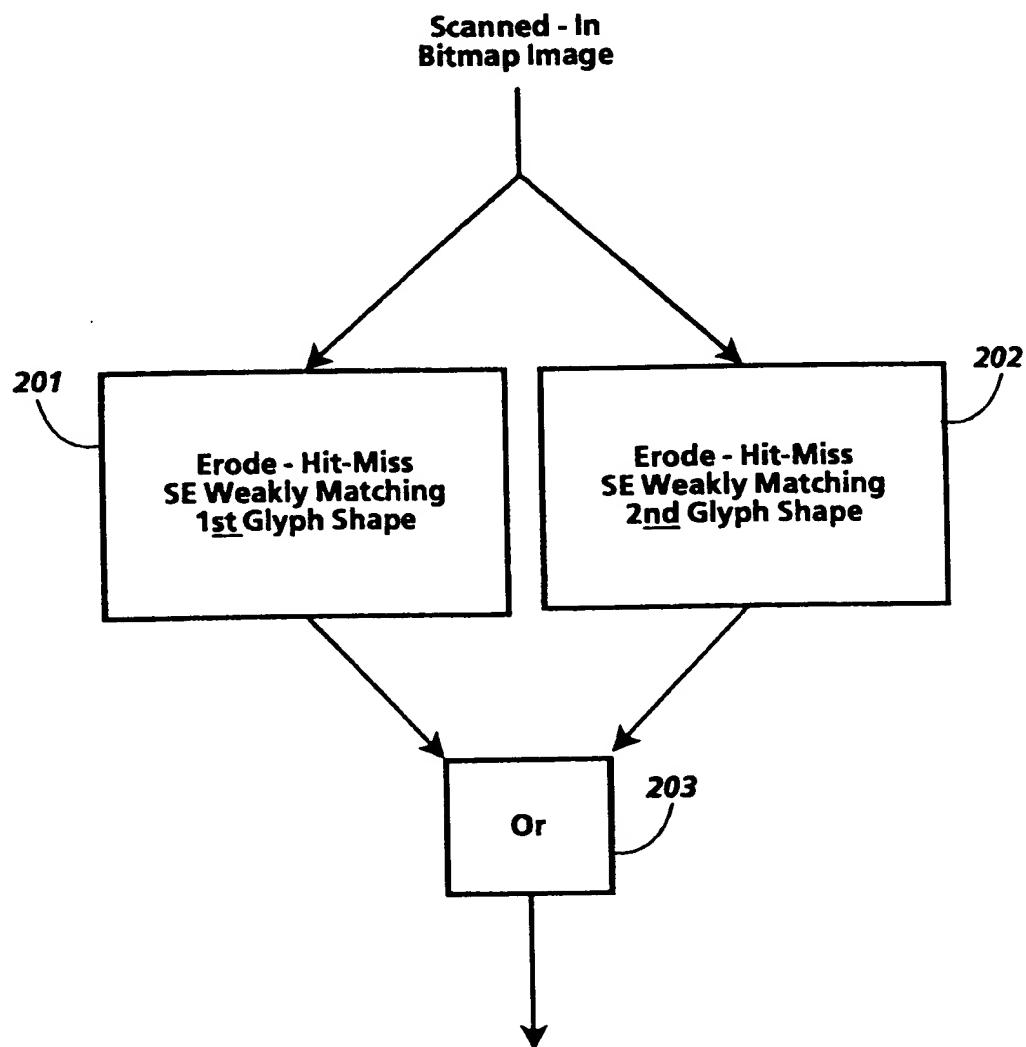 Scanned - In
Bitmap Image
201
202
Erode - Hit-Miss
SE Weakly Matching
1st Glyph Shape
Erode - Hit-Miss
SE Weakly Matching
2nd Glyph Shape
203
Or